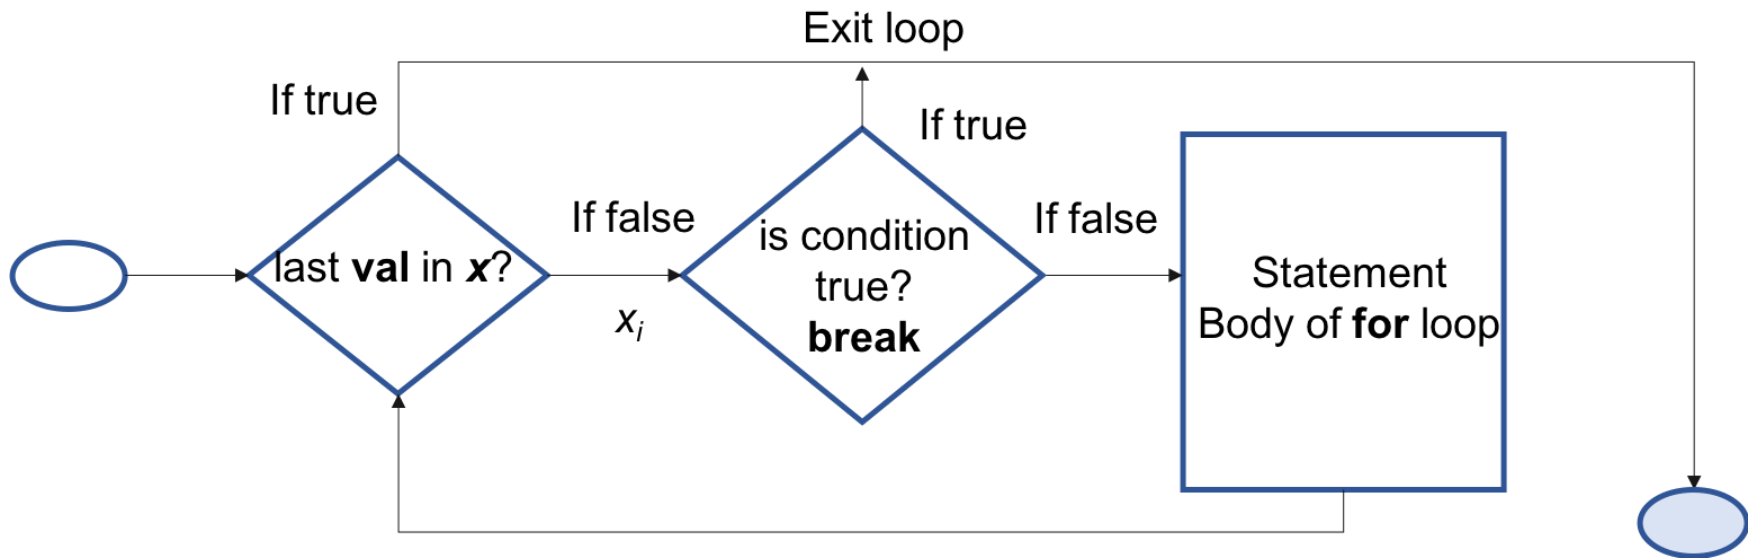 Exit loop
If true
If true
If false
If false
last val in x?
is condition
true?
break
Statement
Body of for loop
xi